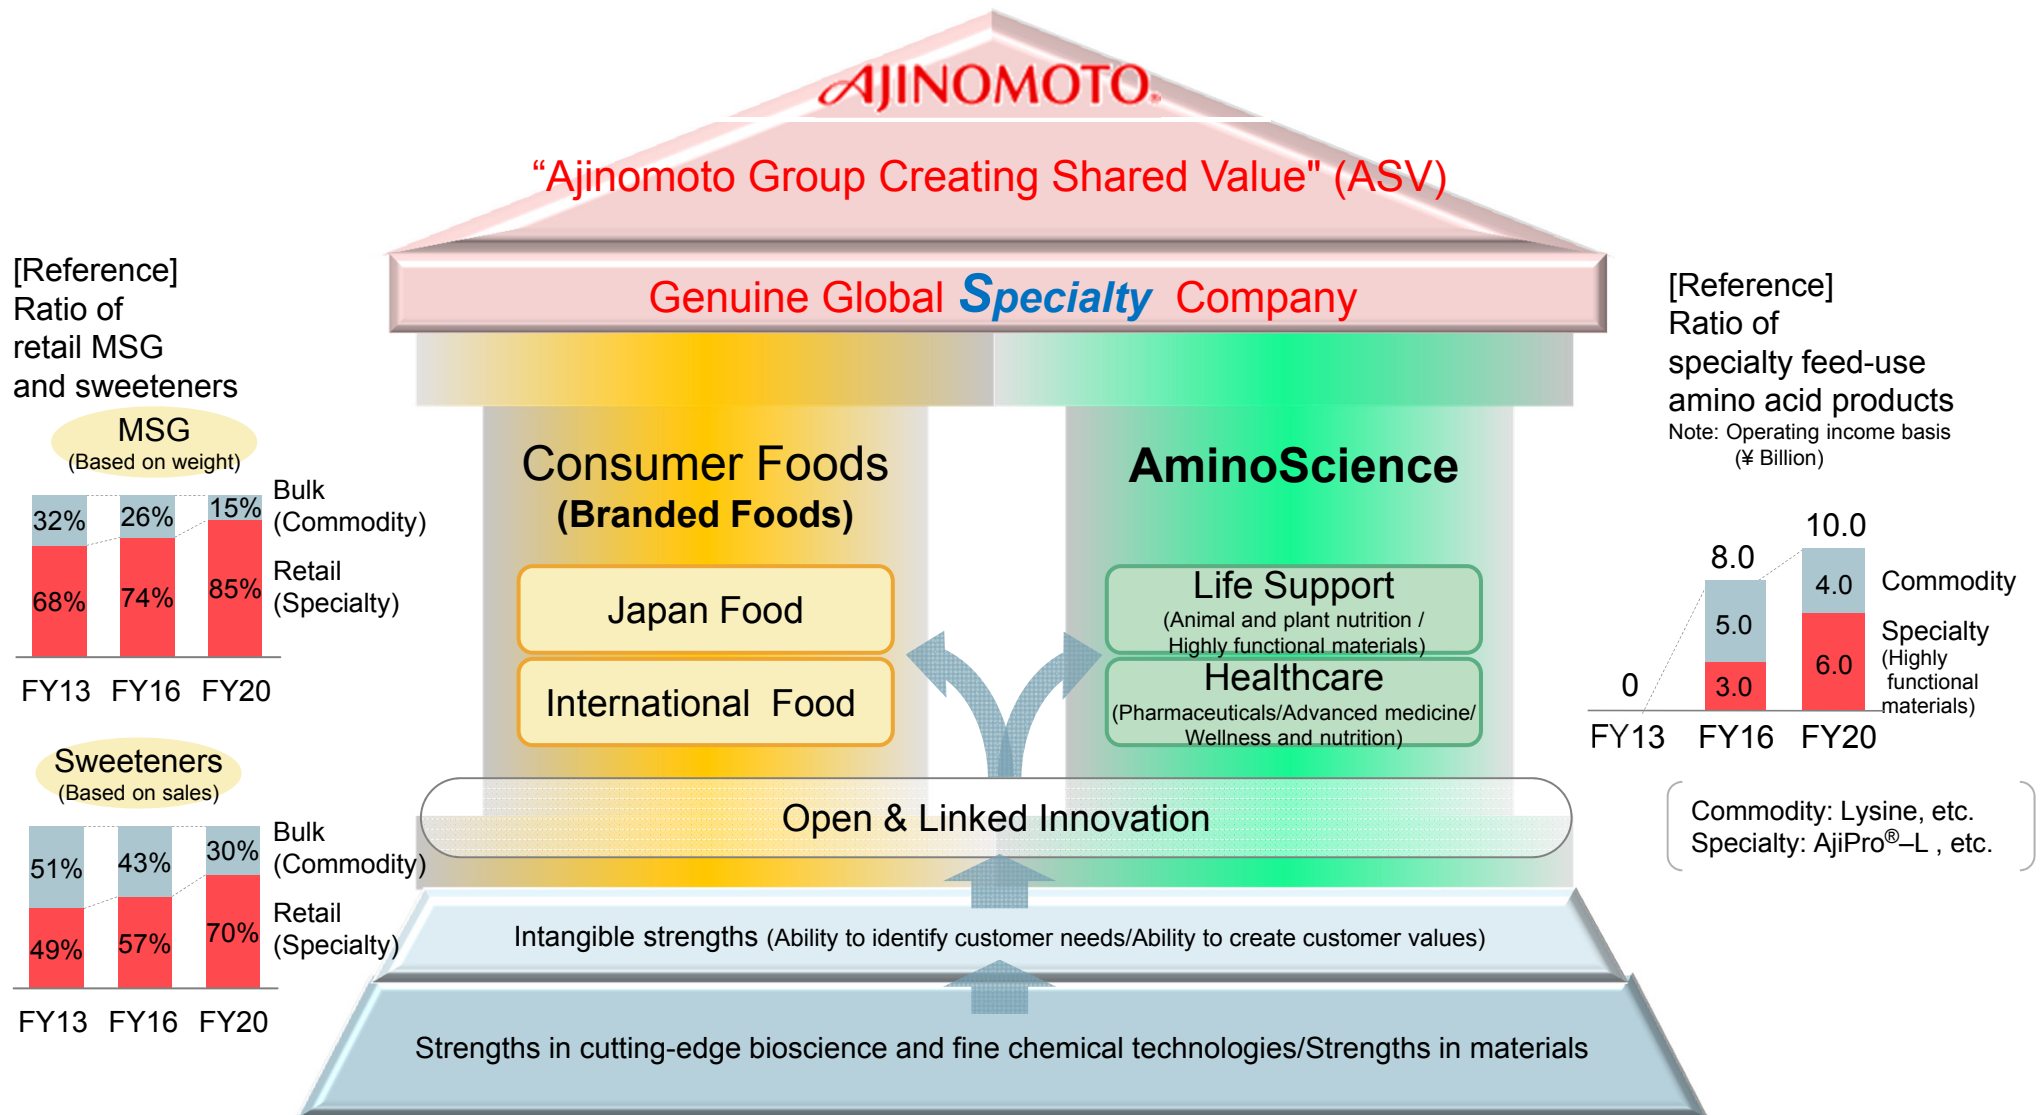 AJINOMOTO®
“Ajinomoto Group Creating Shared Value" (ASV)
Genuine Global Specialty Company
[Reference]
Ratio of
retail MSG
and sweeteners
MSG
(Based on weight)
32%
26%
15%
Bulk
(Commodity)
68%
74%
85%
Retail
(Specialty)
FY13
FY16
FY20
Sweeteners
(Based on sales)
51%
43%
30%
Bulk
(Commodity)
49%
57%
70%
Retail
(Specialty)
FY13
FY16
FY20
Consumer Foods
(Branded Foods)
Japan Food
International Food
AminoScience
Life Support
(Animal and plant nutrition /
Highly functional materials)
Healthcare
(Pharmaceuticals/Advanced medicine/
Wellness and nutrition)
Open & Linked Innovation
Intangible strengths (Ability to identify customer needs/Ability to create customer values)
Strengths in cutting-edge bioscience and fine chemical technologies/Strengths in materials
[Reference]
Ratio of
specialty feed-use
amino acid products
Note: Operating income basis
(¥ Billion)
0
8.0
10.0
5.0
4.0
Commodity
3.0
6.0
Specialty
(Highly
functional
materials)
FY13
FY16
FY20
Commodity: Lysine, etc.
Specialty: AjiPro®–L , etc.